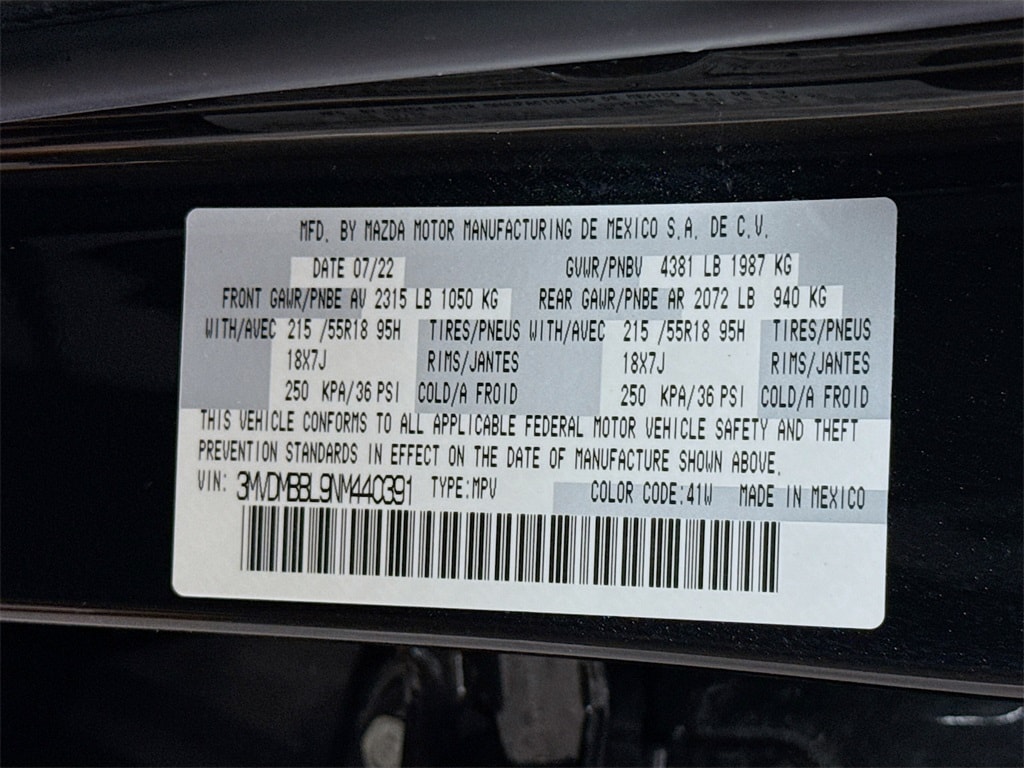 MFD. BY MAZDA MOTOR MANUFACTURING DE MEXICO S.A. DE C.V.
DATE 07/22 GVWR/PNBV 4381 LB 1987 KG
FRONT GAWR/PNBE AV 2315 LB 1050 KG REAR GAWR/PNBE AR 2072 LB 940 KG
WITH/AVEC 215 /55R18 95H TIRES/PNEUS WITH/AVEC 215 /55R18 95H TIRES/PNEUS
18X7J RIMS/JANTES 18X7J RIMS/JANTES
250 KPA/36 PSI COLD/A FROID 250 KPA/36 PSI COLD/A FROID
THIS VEHICLE CONFORMS TO ALL APPLICABLE FEDERAL MOTOR VEHICLE SAFETY AND THEFT
PREVENTION STANDARDS IN EFFECT ON THE DATE OF MANUFACTURE SHOWN ABOVE.
VIN: 3MVDMBBL9NM440391 TYPE:MPV COLOR CODE:41W MADE IN MEXICO